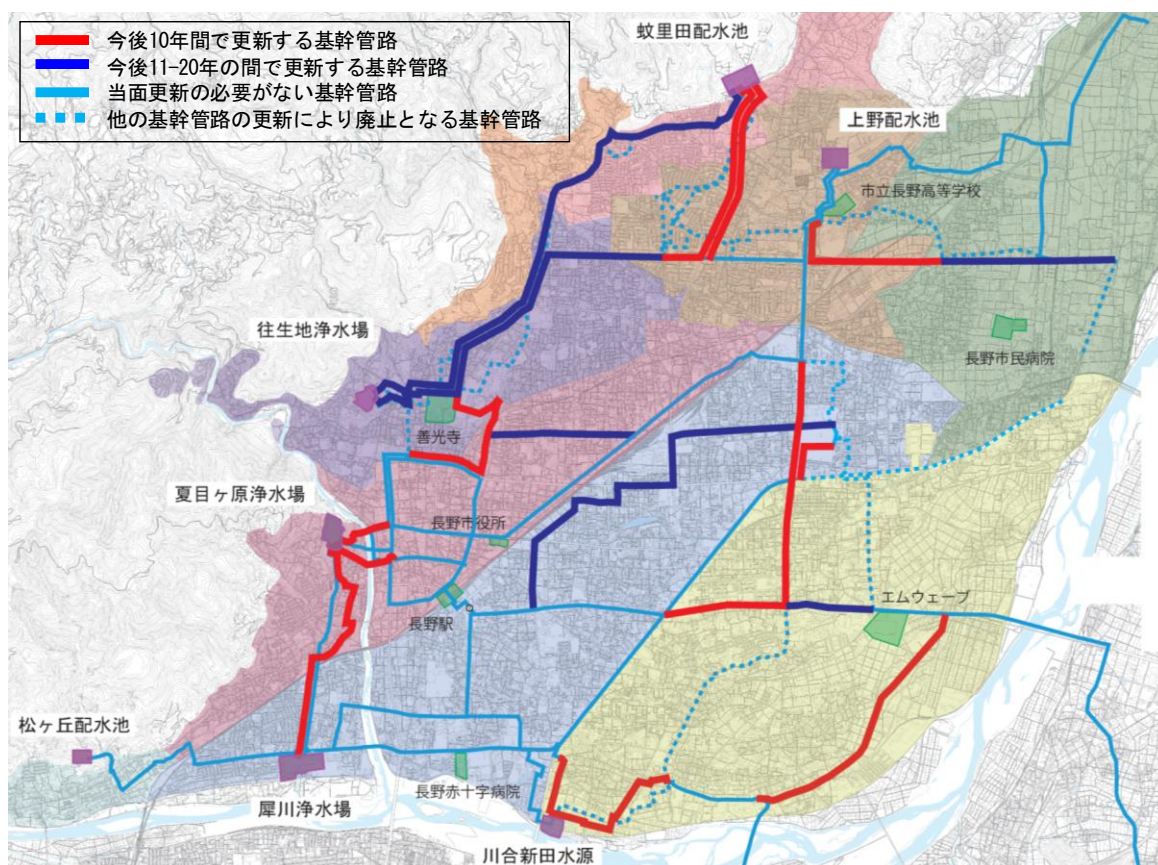 今後10年間で更新する基幹管路
今後11-20年の間で更新する基幹管路
当面更新の必要がない基幹管路
他の基幹管路の更新により廃止となる基幹管路
蚊里田配水池
上野配水池
市立長野高等学校
往生地浄水場
長野市民病院
善光寺
夏目ヶ原浄水場
長野市役所
長野駅
エムウェーブ
松ヶ丘配水池
長野赤十字病院
犀川浄水場
川合新田水源